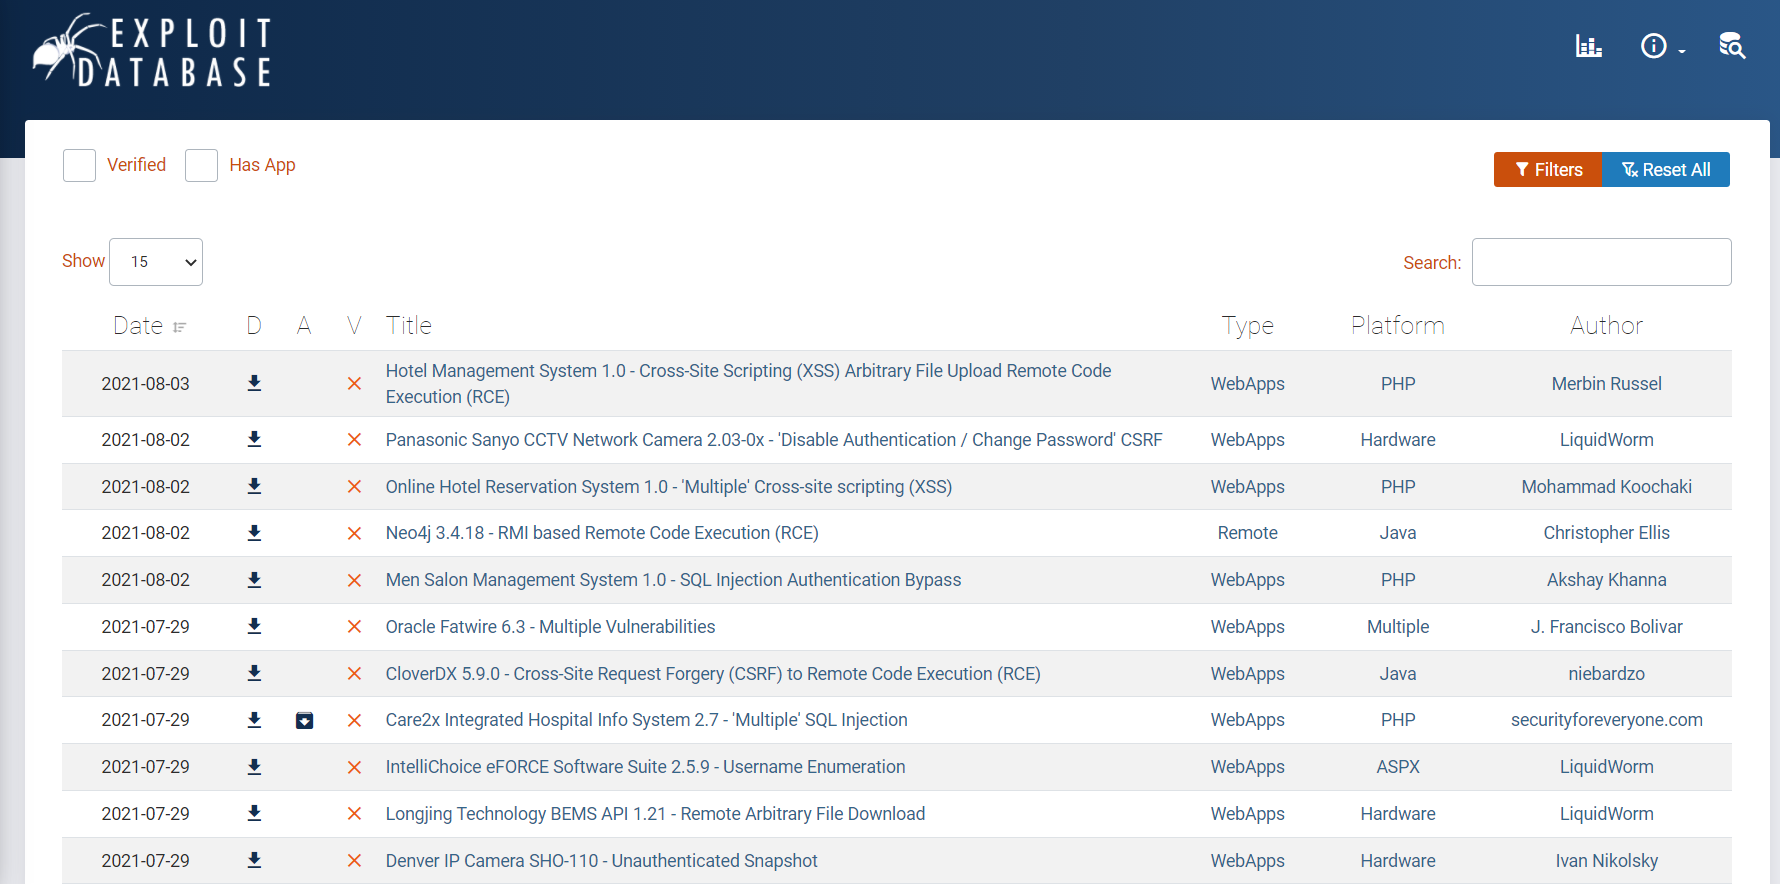 EXPLOIT
DATABASE
Verified Has App
Filters Reset All
Show 15
Search:
Date D A V Title Type Platform Author
2021-08-03 Hotel Management System 1.0 - Cross-Site Scripting (XSS) Arbitrary File Upload Remote Code WebApps PHP Merbin Russel
Execution (RCE)
2021-08-02 Panasonic Sanyo CCTV Network Camera 2.03-0x - 'Disable Authentication / Change Password' CSRF WebApps Hardware LiquidWorm
2021-08-02 Online Hotel Reservation System 1.0 - 'Multiple' Cross-site scripting (XSS) WebApps PHP Mohammad Koochaki
2021-08-02 Neo4j 3.4.18 - RMI based Remote Code Execution (RCE) Remote Java Christopher Ellis
2021-08-02 Men Salon Management System 1.0 - SQL Injection Authentication Bypass WebApps PHP Akshay Khanna
2021-07-29 Oracle Fatwire 6.3 - Multiple Vulnerabilities WebApps Multiple J. Francisco Bolivar
2021-07-29 CloverDX 5.9.0 - Cross-Site Request Forgery (CSRF) to Remote Code Execution (RCE) WebApps Java niebardzo
2021-07-29 Care2x Integrated Hospital Info System 2.7 - 'Multiple' SQL Injection WebApps PHP securityforeveryone.com
2021-07-29 IntelliChoice eFORCE Software Suite 2.5.9 - Username Enumeration WebApps ASPX LiquidWorm
2021-07-29 Longjing Technology BEMS API 1.21 - Remote Arbitrary File Download WebApps Hardware LiquidWorm
2021-07-29 Denver IP Camera SHO-110 - Unauthenticated Snapshot WebApps Hardware Ivan Nikolsky